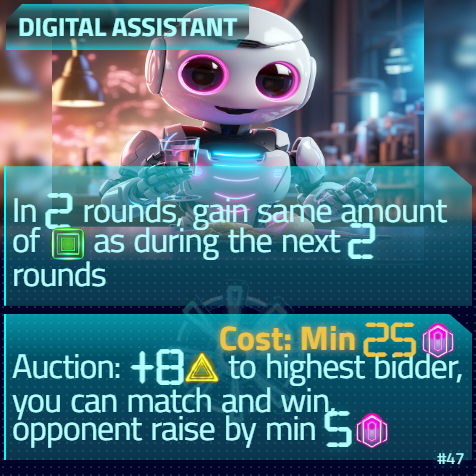 DIGITAL ASSISTANT
In 2 rounds, gain same amount
of as during the next 2
rounds
Cost: Min 25
Auction: +8 to highest bidder,
you can match and win,
opponent raise by min 5
#47